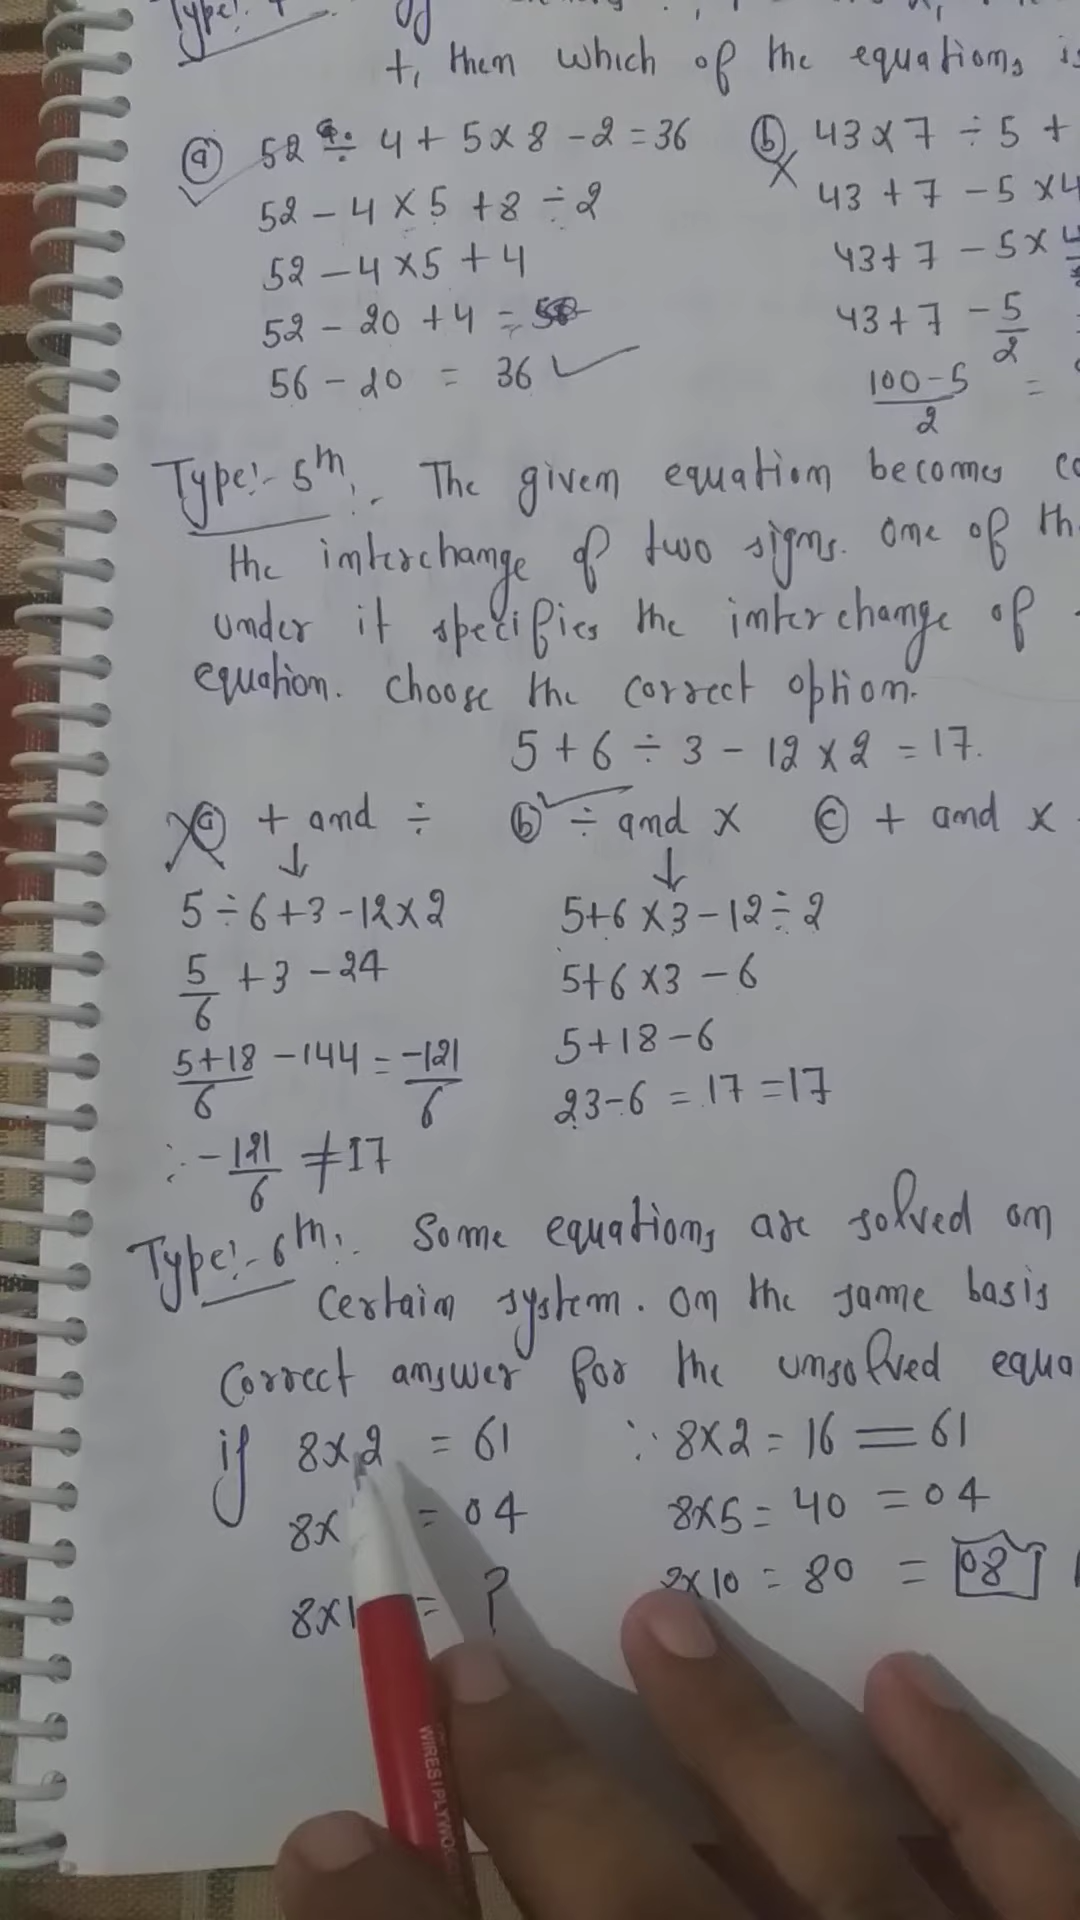 Type:-
+, then which of the equations is
(a) 52 ÷ 4 + 5 × 8 - 2 = 36
52 - 4 × 5 + 8 ÷ 2
52 - 4 × 5 + 4
52 - 20 + 4 =
56 - 20 = 36
(b) 43 × 7 ÷ 5 +
43 + 7 - 5 × 4
43 + 7 - 5 ×
43 + 7 - 5/2
(100 - 5)/2 =
Type:- 5th:- The given equation becomes
the interchange of two signs. One of
under it specifies the interchange of
equation. Choose the correct option.
5 + 6 ÷ 3 - 12 × 2 = 17.
(a) + and ÷ (b) ÷ and × (c) + and ×
5 ÷ 6 + 3 - 12 × 2
5/6 + 3 - 24
(5+18)/6 - 144 = -121/6
∴ -121/6 ≠ 17
5 + 6 × 3 - 12 ÷ 2
5 + 6 × 3 - 6
5 + 18 - 6
23 - 6 = 17 = 17
Type:- 6th:- Some equations are solved on
Certain system. On the same basis
Correct answer for the unsolved
if 8 × 2 = 61 ∵ 8 × 2 = 16 = 61
8 × = 04 8 × 5 = 40 = 04
8 × 1 = ? × 10 = 80 = 08
WIRES | PLYWO